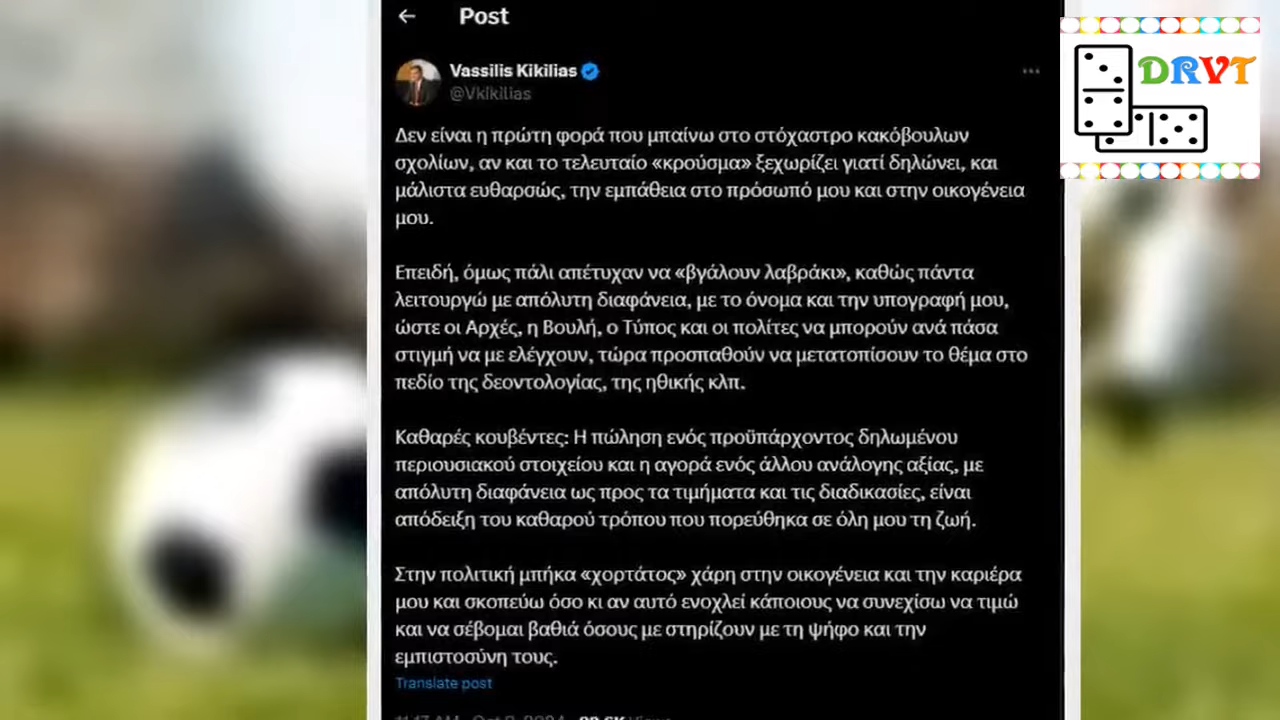 Post
Vassilis Kikilias
@Vkikilias
DRVT
Δεν είναι η πρώτη φορά που μπαίνω στο στόχαστρο κακόβουλων
σχολίων, αν και το τελευταίο «κρούσμα» ξεχωρίζει γιατί δηλώνει, και
μάλιστα ευθαρσώς, την εμπάθεια στο πρόσωπό μου και στην οικογένεια
μου.
Επειδή, όμως πάλι απέτυχαν να «βγάλουν λαβράκι», καθώς πάντα
λειτουργώ με απόλυτη διαφάνεια, με το όνομα και την υπογραφή μου,
ώστε οι Αρχές, η Βουλή, ο Τύπος και οι πολίτες να μπορούν ανά πάσα
στιγμή να με ελέγχουν, τώρα προσπαθούν να μετατοπίσουν το θέμα στο
πεδίο της δεοντολογίας, της ηθικής κλπ.
Καθαρές κουβέντες: Η πώληση ενός προϋπάρχοντος δηλωμένου
περιουσιακού στοιχείου και η αγορά ενός άλλου ανάλογης αξίας, με
απόλυτη διαφάνεια ως προς τα τιμήματα και τις διαδικασίες, είναι
απόδειξη του καθαρού τρόπου που πορεύθηκα σε όλη μου τη ζωή.
Στην πολιτική μπήκα «χορτάτος» χάρη στην οικογένεια και την καριέρα
μου και σκοπεύω όσο κι αν αυτό ενοχλεί κάποιους να συνεχίσω να τιμώ
και να σέβομαι βαθιά όσους με στηρίζουν με τη ψήφο και την
εμπιστοσύνη τους.
Translate post